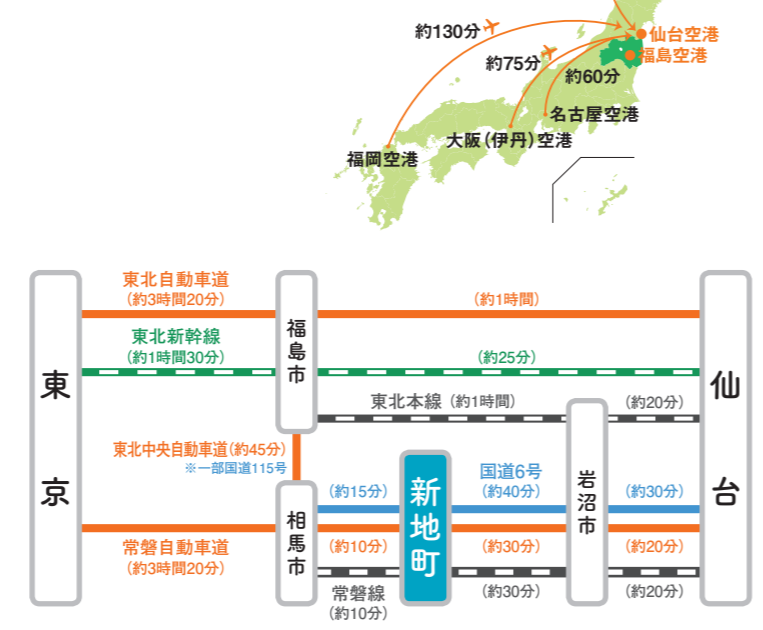 約130分
仙台空港
福島空港
約75分
約60分
名古屋空港
大阪(伊丹)空港
福岡空港
東北自動車道
(約3時間20分)
(約1時間)
東北新幹線
(約1時間30分)
(約25分)
東京
福島市
仙台
東北本線(約1時間)
(約20分)
東北中央自動車道(約45分)
※一部国道115号
相馬市
新地町
岩沼市
(約15分)
国道6号
(約40分)
(約30分)
常磐自動車道
(約3時間20分)
(約10分)
(約30分)
(約20分)
常磐線
(約10分)
(約30分)
(約20分)